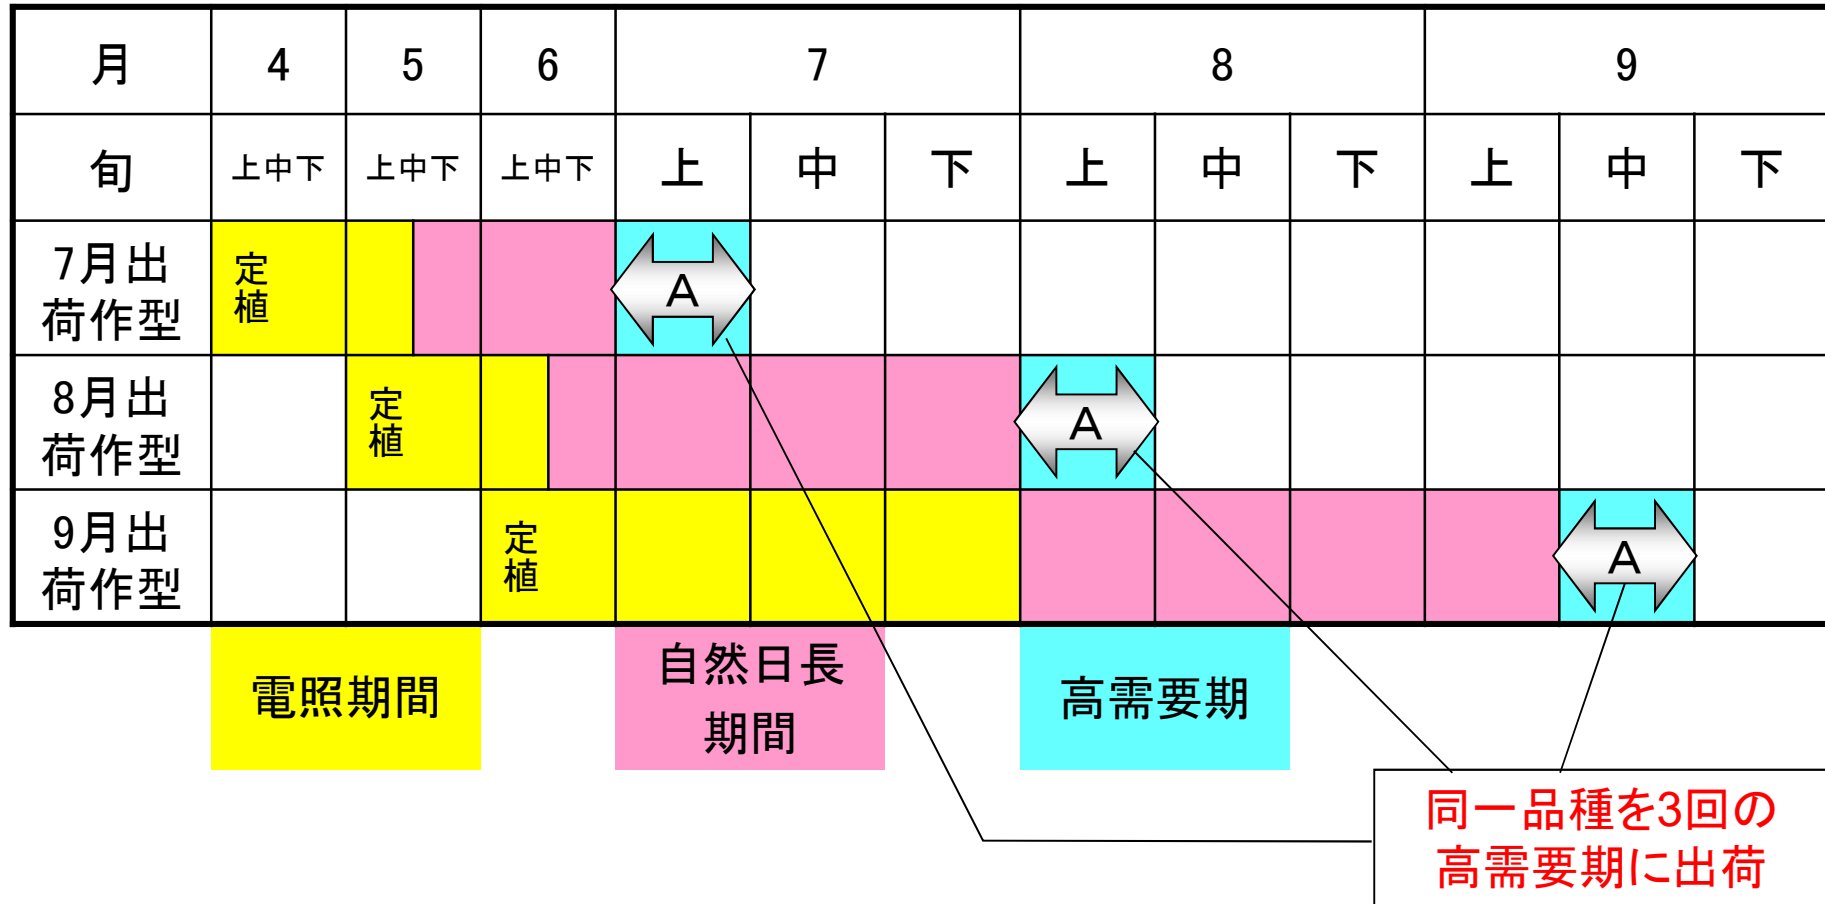 月 4 5 6 7 8 9
旬 上中下 上中下 上中下 上 中 下 上 中 下 上 中 下
7月出
荷作型
定
植
A
8月出
荷作型
定
植
A
9月出
荷作型
定
植
A
電照期間
自然日長
期間
高需要期
同一品種を3回の
高需要期に出荷